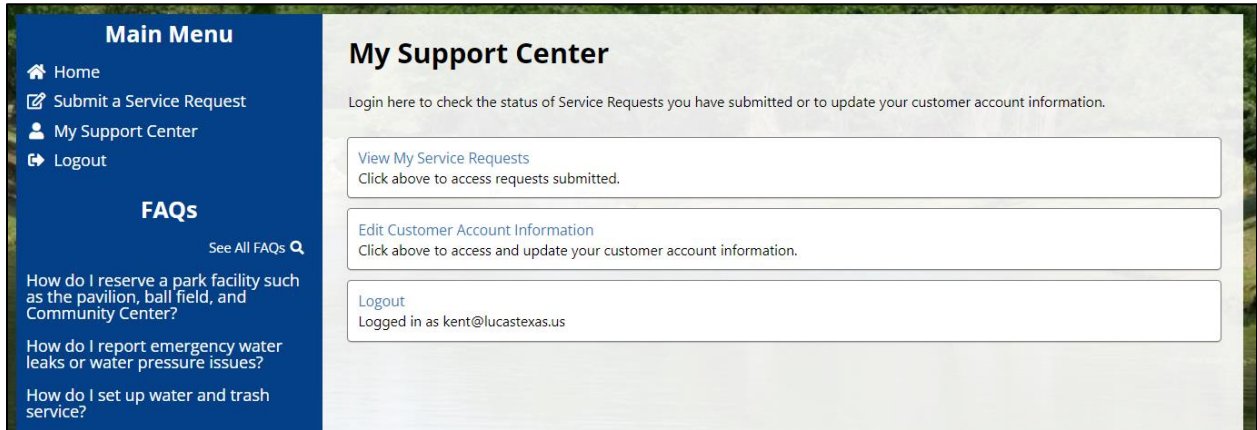 Main Menu
Home
Submit a Service Request
My Support Center
Logout
FAQs
See All FAQs
How do I reserve a park facility such
as the pavilion, ball field, and
Community Center?
How do I report emergency water
leaks or water pressure issues?
How do I set up water and trash
service?
My Support Center
Login here to check the status of Service Requests you have submitted or to update your customer account information.
View My Service Requests
Click above to access requests submitted.
Edit Customer Account Information
Click above to access and update your customer account information.
Logout
Logged in as kent@lucastexas.us